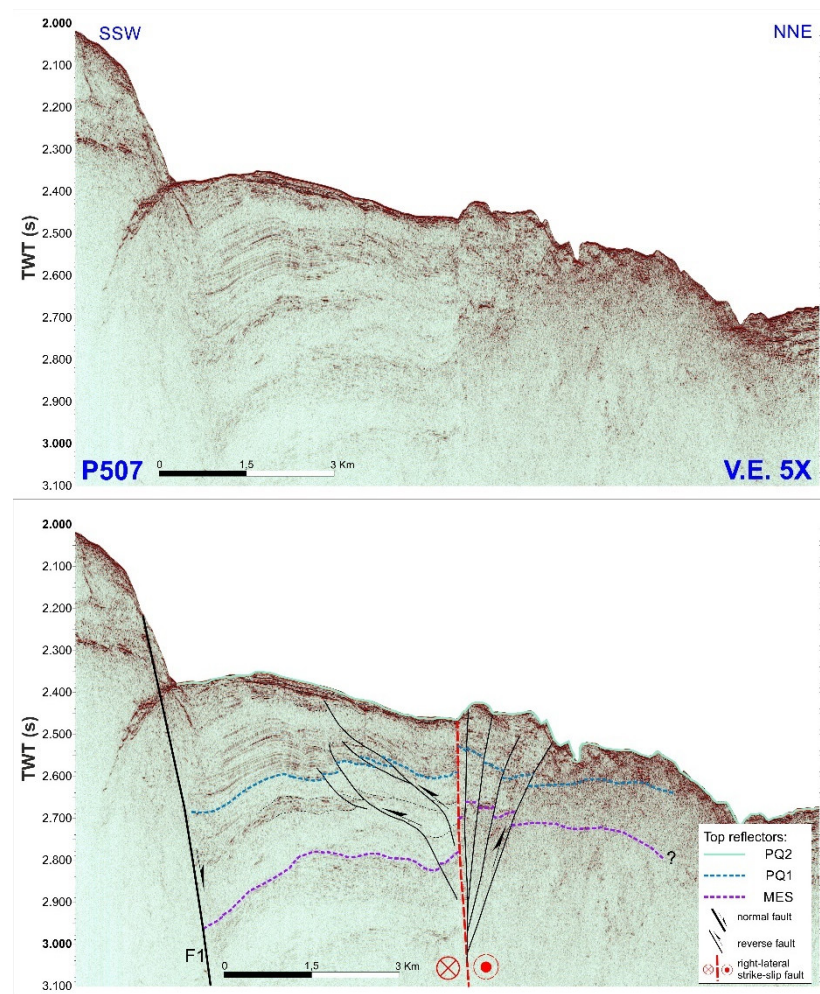 2.000
SSW
NNE
2.100
2.200
2.300
2.400
TWT (s)
2.500
2.600
2.700
2.800
2.900
3.000
0 1,5 3 Km
P507
V.E. 5X
3.100
2.000
2.100
2.200
2.300
2.400
TWT (s)
2.500
2.600
2.700
2.800
2.900
3.000
3.100
?
F1
0 1,5 3 Km
Top reflectors:
PQ2
PQ1
MES
normal fault
reverse fault
right-lateral
strike-slip fault